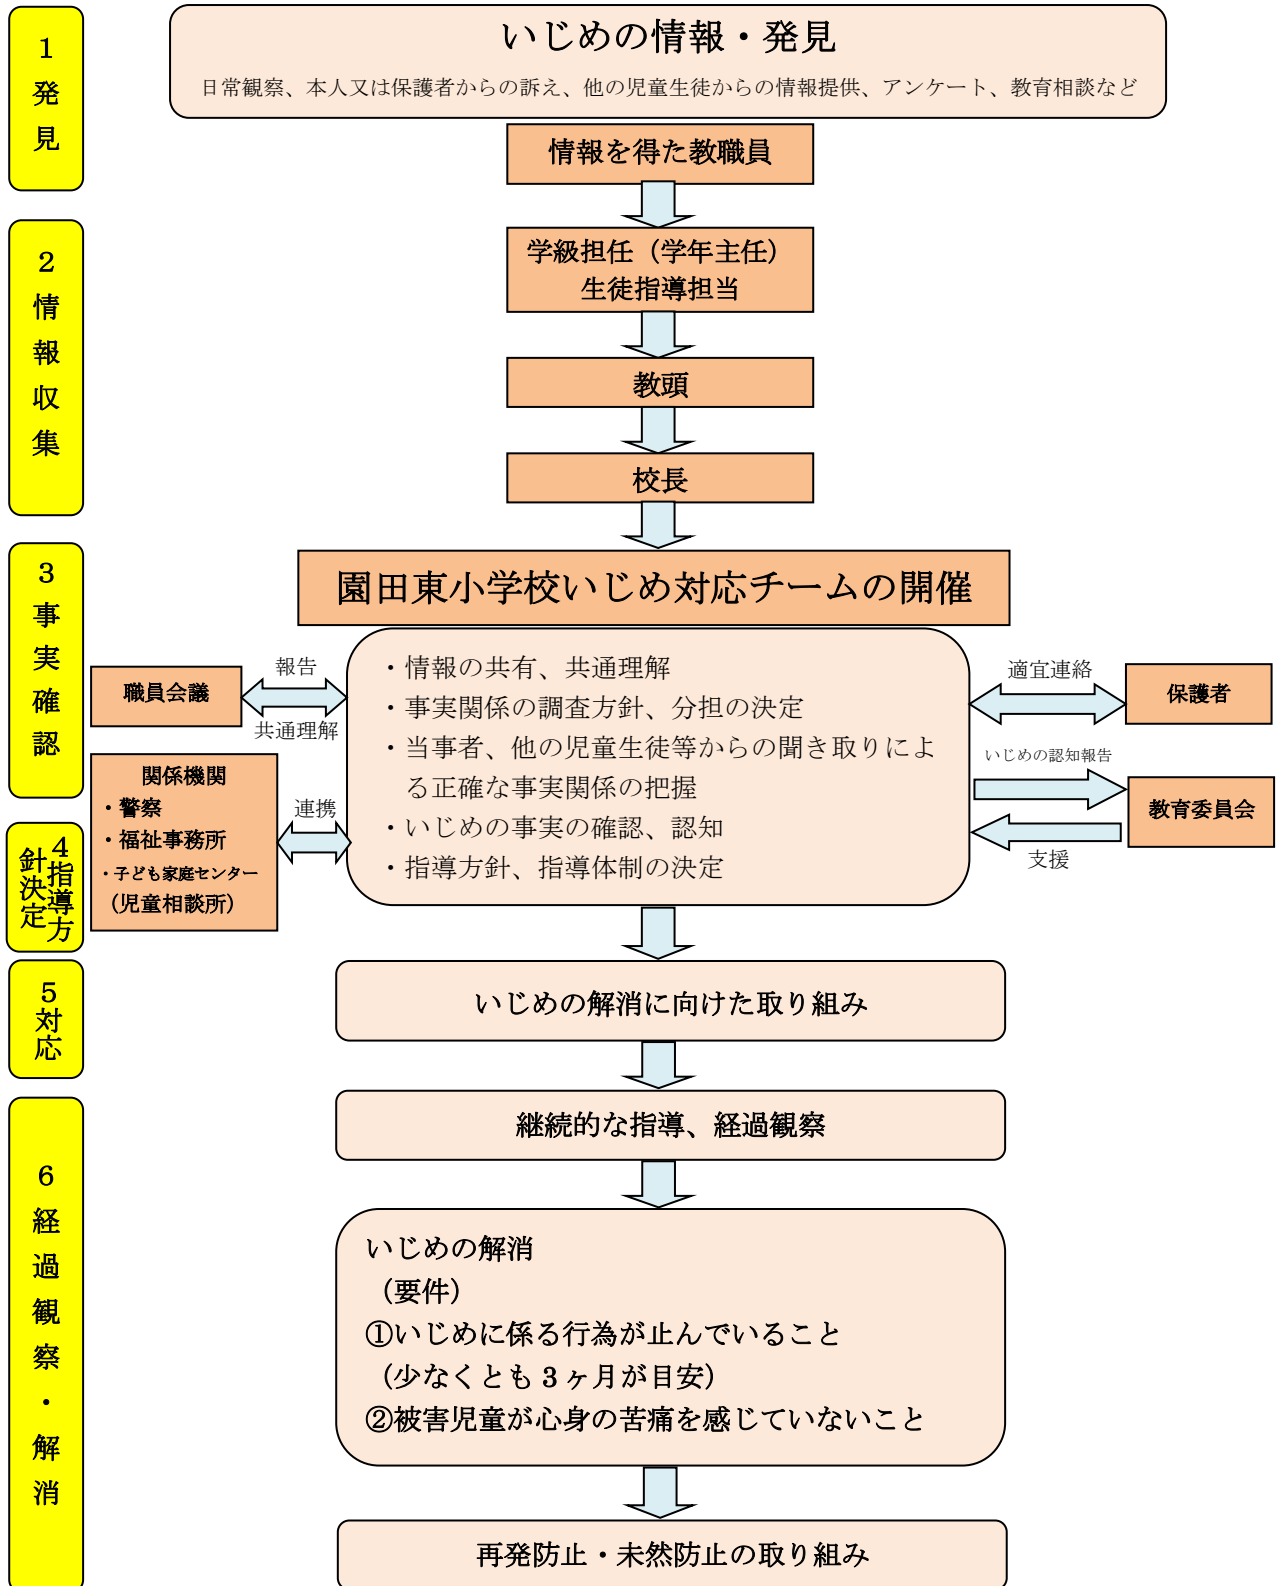 1
発
見
いじめの情報・発見
日常観察、本人又は保護者からの訴え、他の児童生徒からの情報提供、アンケート、教育相談など
情報を得た教職員
2
情
報
収
集
学級担任（学年主任）
生徒指導担当
教頭
校長
3
事
実
確
認
園田東小学校いじめ対応チームの開催
・情報の共有、共通理解
・事実関係の調査方針、分担の決定
・当事者、他の児童生徒等からの聞き取りによ
る正確な事実関係の把握
・いじめの事実の確認、認知
・指導方針、指導体制の決定
職員会議
報告
共通理解
関係機関
・警察
・福祉事務所
・子ども家庭センター
（児童相談所）
連携
適宜連絡
保護者
いじめの認知報告
教育委員会
支援
4指導方
針決定
5
対
応
いじめの解消に向けた取り組み
6
経
過
観
察
・
解
消
継続的な指導、経過観察
いじめの解消
（要件）
①いじめに係る行為が止んでいること
（少なくとも 3 ヶ月が目安）
②被害児童が心身の苦痛を感じていないこと
再発防止・未然防止の取り組み